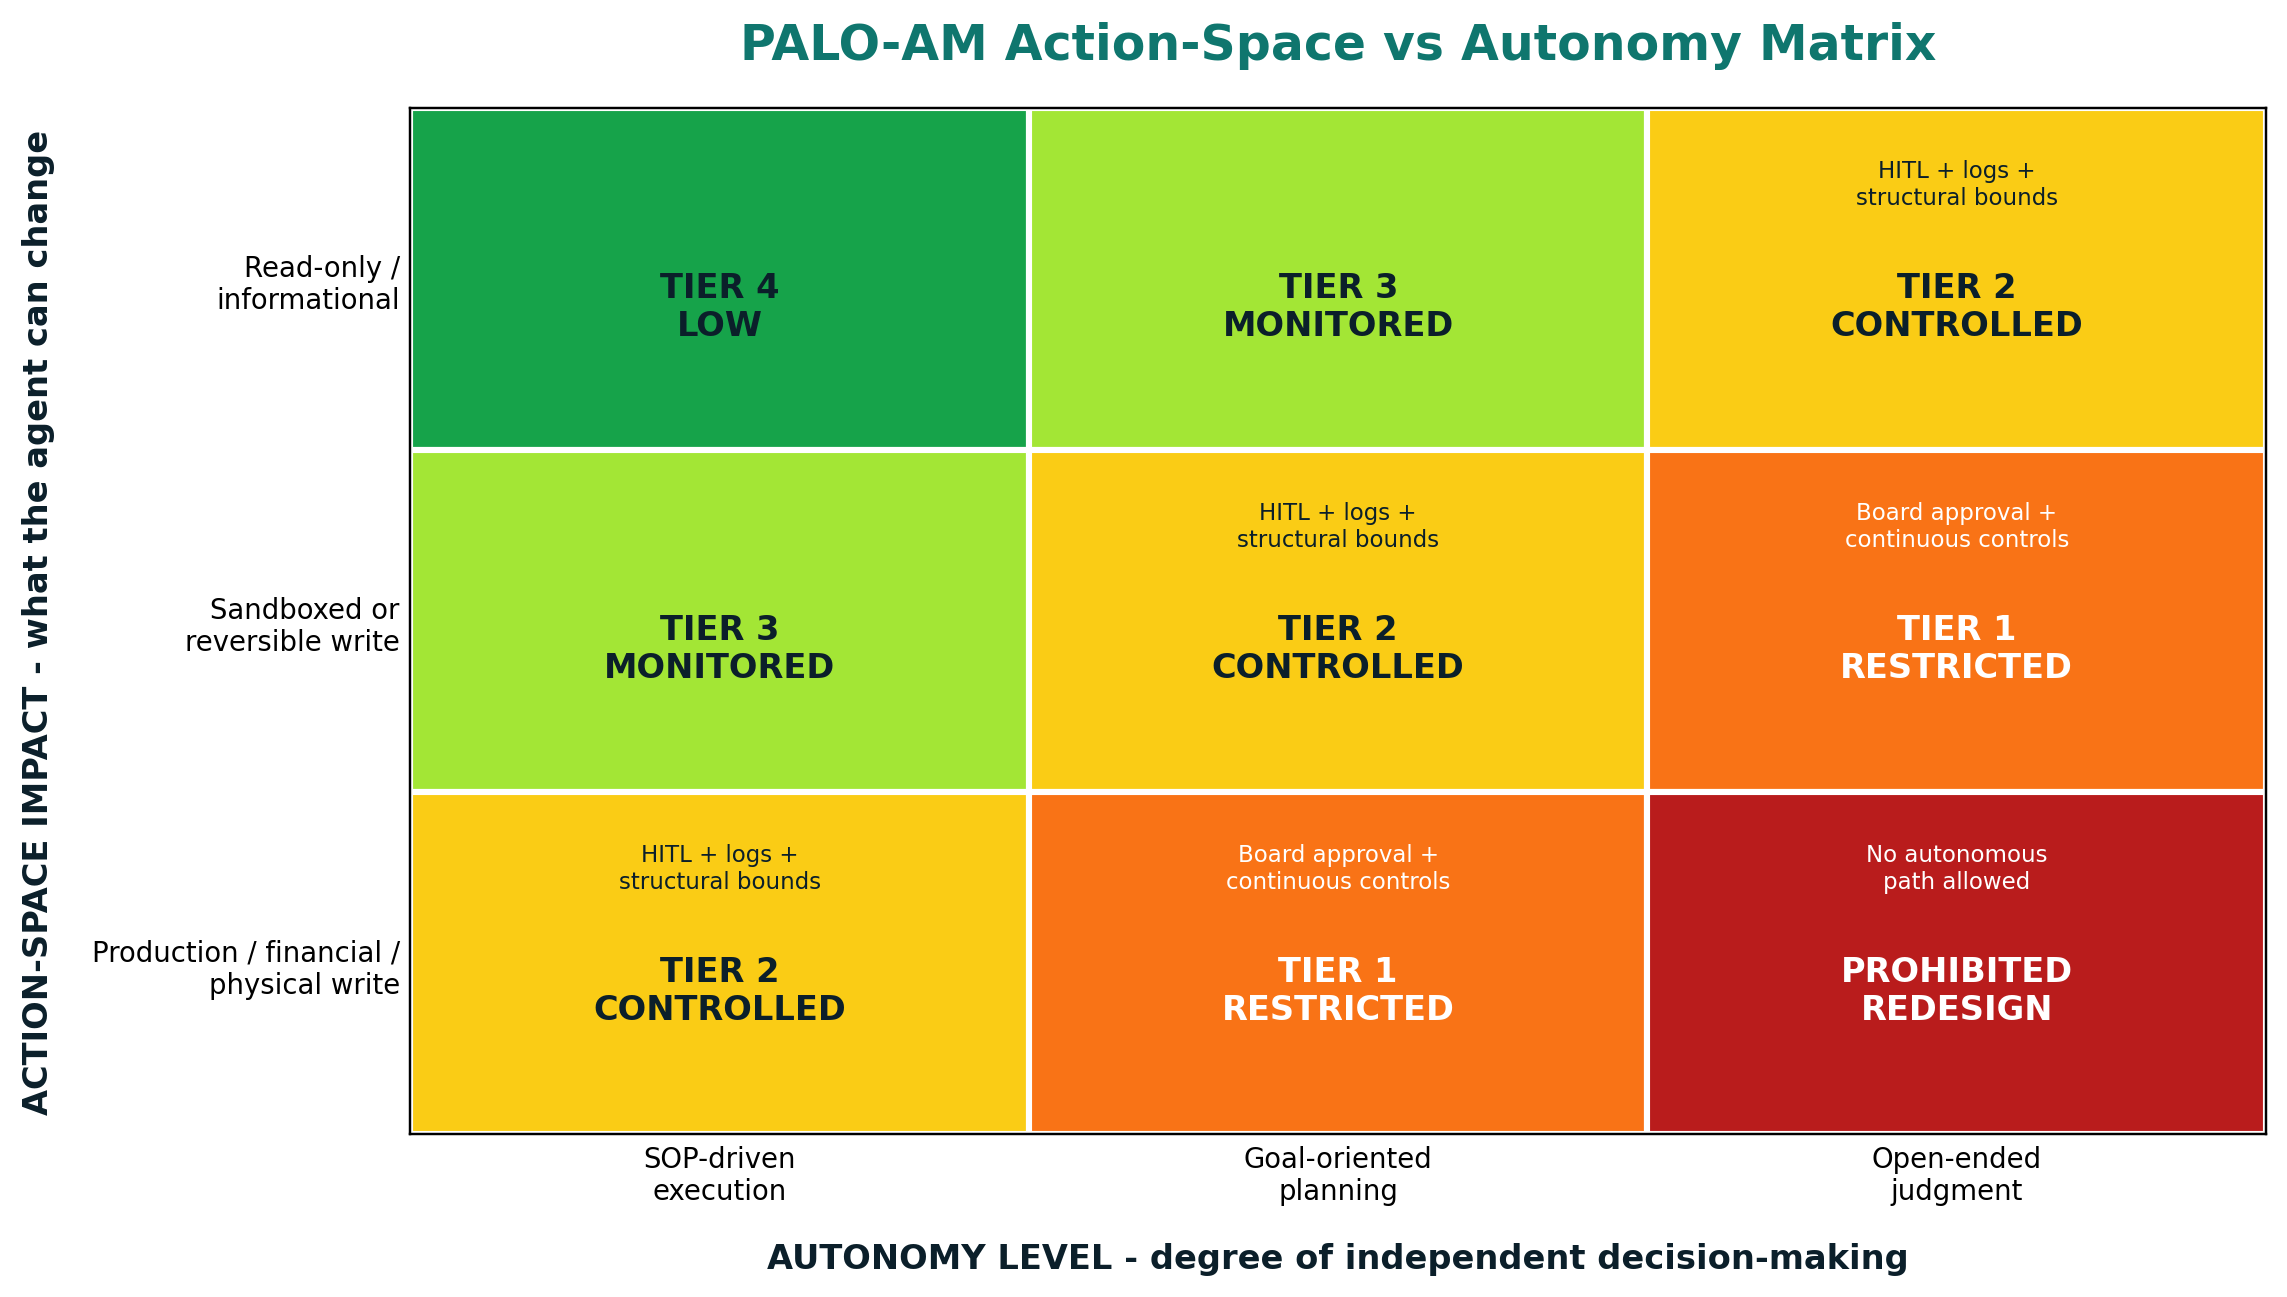 PALO-AM Action-Space vs Autonomy Matrix
ACTION-SPACE IMPACT - what the agent can change
Read-only /
informational
TIER 4
LOW
TIER 3
MONITORED
HITL + logs +
structural bounds
TIER 2
CONTROLLED
Sandboxed or
reversible write
TIER 3
MONITORED
HITL + logs +
structural bounds
TIER 2
CONTROLLED
Board approval +
continuous controls
TIER 1
RESTRICTED
Production / financial /
physical write
HITL + logs +
structural bounds
TIER 2
CONTROLLED
Board approval +
continuous controls
TIER 1
RESTRICTED
No autonomous
path allowed
PROHIBITED
REDESIGN
SOP-driven
execution
Goal-oriented
planning
Open-ended
judgment
AUTONOMY LEVEL - degree of independent decision-making